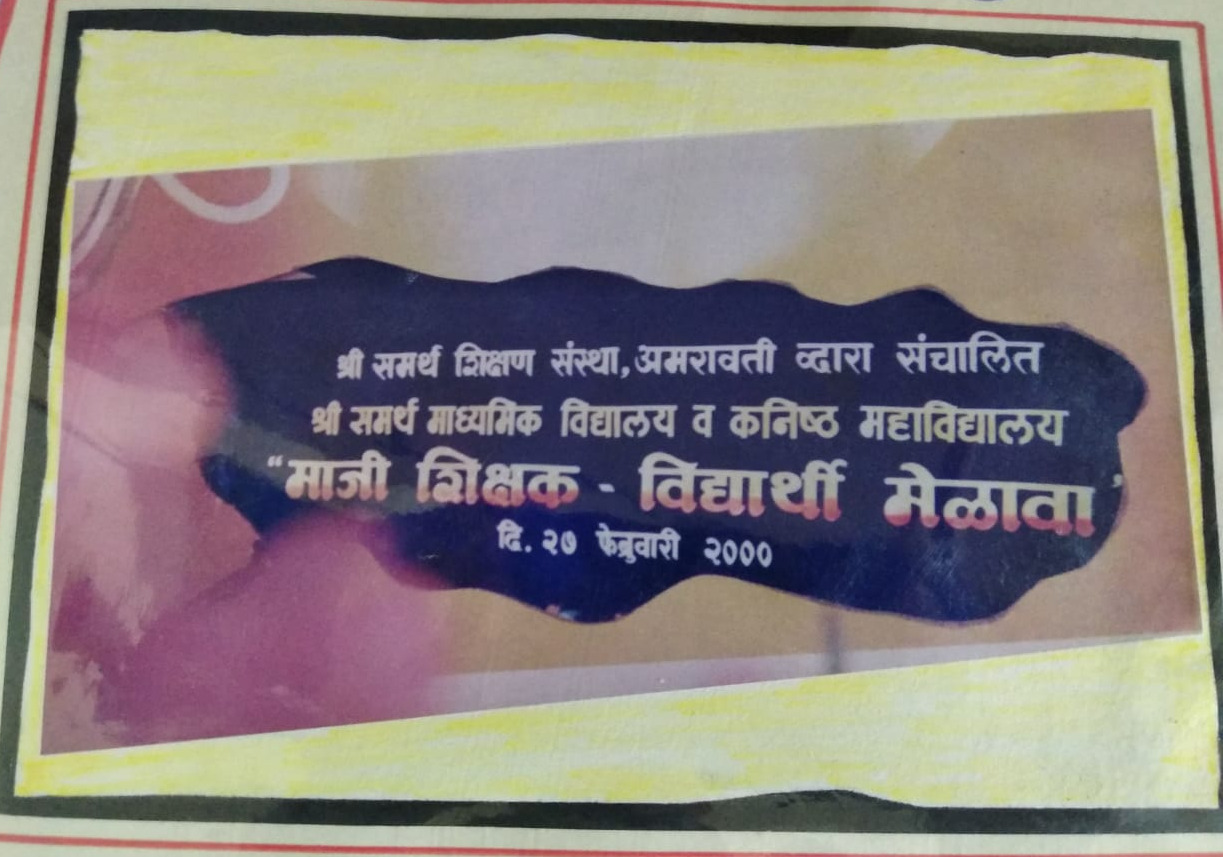 श्री समर्थ शिक्षण संस्था, अमरावती व्दारा संचालित
श्री समर्थ माध्यमिक विद्यालय व कनिष्ठ महाविद्यालय
“माजी शिक्षक - विद्यार्थी मेळावा”
दि. २७ फेब्रुवारी २०००